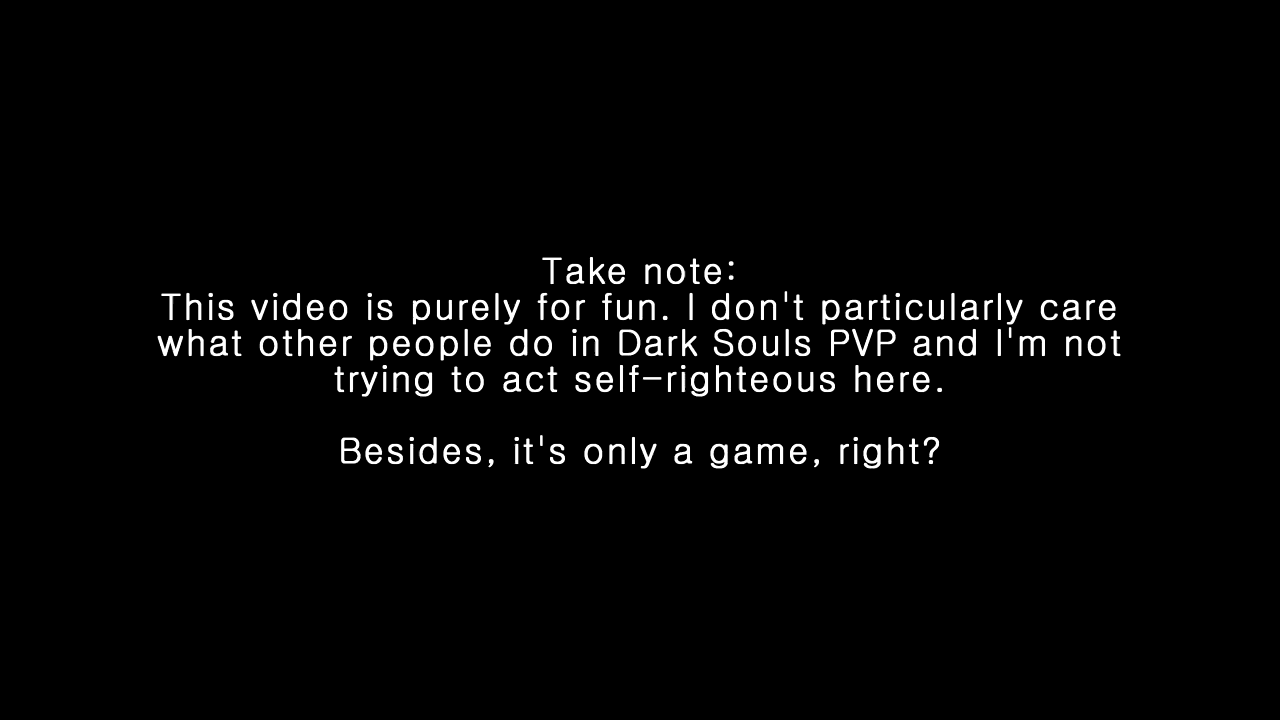 Take note:
This video is purely for fun. I don't particularly care
what other people do in Dark Souls PVP and I'm not
trying to act self-righteous here.
Besides, it's only a game, right?